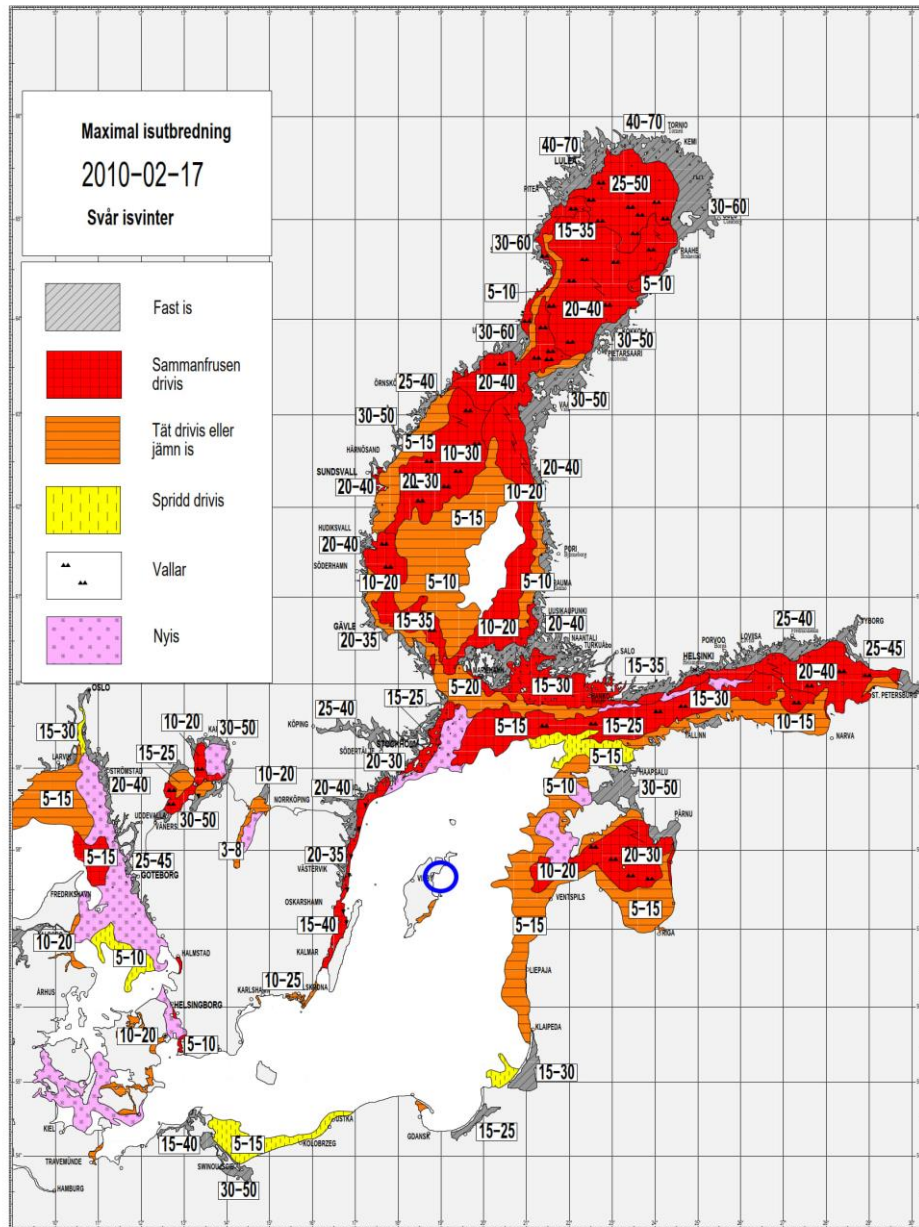 Maximal isutbredning
2010-02-17
Svår isvinter
Fast is
Sammanfrusen
drivis
Tät drivis eller
jämn is
Spridd drivis
Vallar
Nyis
40-70
TORNIO
KEMI
40-70
LULEÅ
PITEÅ
25-50
30-60
15-35
30-60
RAAHE
5-10
5-10
20-40
30-60
KOKKOLA
PIETARSAARI
30-50
20-40
25-40
ÖRNSKÖ
30-50
30-50
5-15
HÄRNÖSAND
10-30
SUNDSVALL
20-40
20-30
20-40
10-20
5-15
HUDIKSVALL
20-40
SÖDERHAMN
PORI
10-20
5-10
5-10
RAUMA
UUSIKAUPUNKI
GÄVLE
15-35
20-35
10-20
20-40
NAANTALI
TURKU
SALO
25-40
PORVOO
LOVIISA
HELSINKI
25-45
20-40
ST. PETERSBURG
5-20
15-30
15-35
15-30
15-25
5-15
15-25
10-15
NARVA
TALLINN
OSLO
15-30
10-20
30-50
25-40
KÖPING
STOCKHOLM
SÖDERTÄLJE
20-30
15-25
LARVIK
STRÖMSTAD
20-40
5-15
10-20
NORRKÖPING
20-40
5-15
HAAPSALU
5-10
30-50
PÄRNU
UDDEVALLA
30-50
3-8
25-45
GÖTEBORG
5-15
20-35
VÄSTERVIK
10-20
20-30
FREDRIKSHAVN
OSKARSHAMN
VENTSPILS
5-15
5-15
15-40
10-20
5-10
KALMAR
HALMSTAD
LIEPAJA
10-25
ÅRHUS
HELSINGBORG
10-20
5-10
KLAIPEDA
15-30
KIEL
15-40
5-15
USTKA
KOLOBRZEG
GDANSK
15-25
TRAVEMÜNDE
30-50
HAMBURG